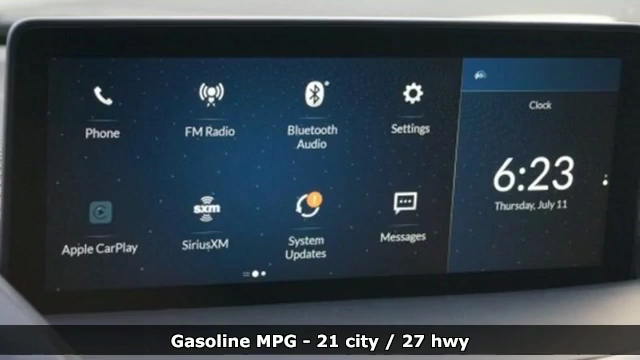 Phone
FM Radio
Bluetooth
Audio
Settings
Apple CarPlay
sxm
SiriusXM
System
Updates
Messages
Clock
6:23
Thursday, July 11
Gasoline MPG - 21 city / 27 hwy